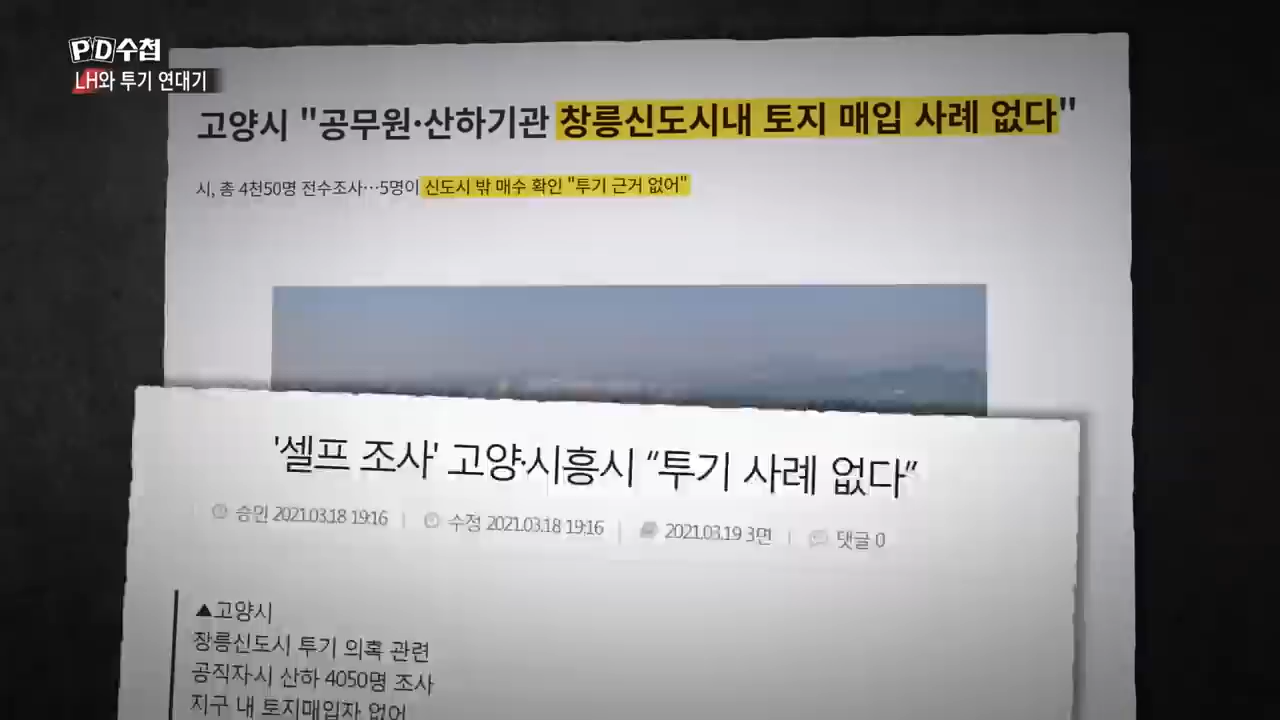 PD수첩
LH와 투기 연대기
고양시 "공무원·산하기관 창릉신도시내 토지 매입 사례 없다"
시, 총 4천50명 전수조사…5명이 신도시 밖 매수 확인 "투기 근거 없어"
'셀프 조사' 고양·시흥시 “투기 사례 없다”
승인 2021.03.18 19:16 | 수정 2021.03.18 19:16 | 2021.03.19 3면 | 댓글 0
▲고양시
창릉신도시 투기 의혹 관련
공직자·시 산하 4050명 조사
지구 내 토지매입자 없어